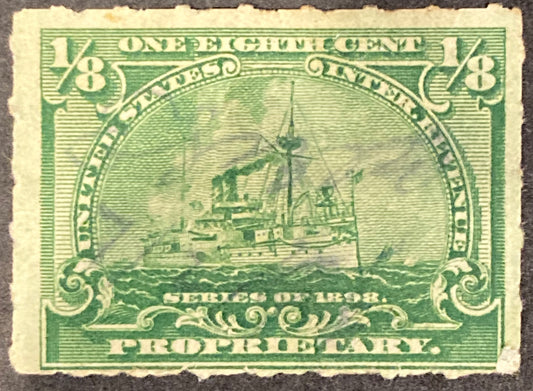 1/8 ONE EIGHTH CENT 1/8
UNITED STATES INTER. REVENUE
SERIES OF 1898.
PROPRIETARY.